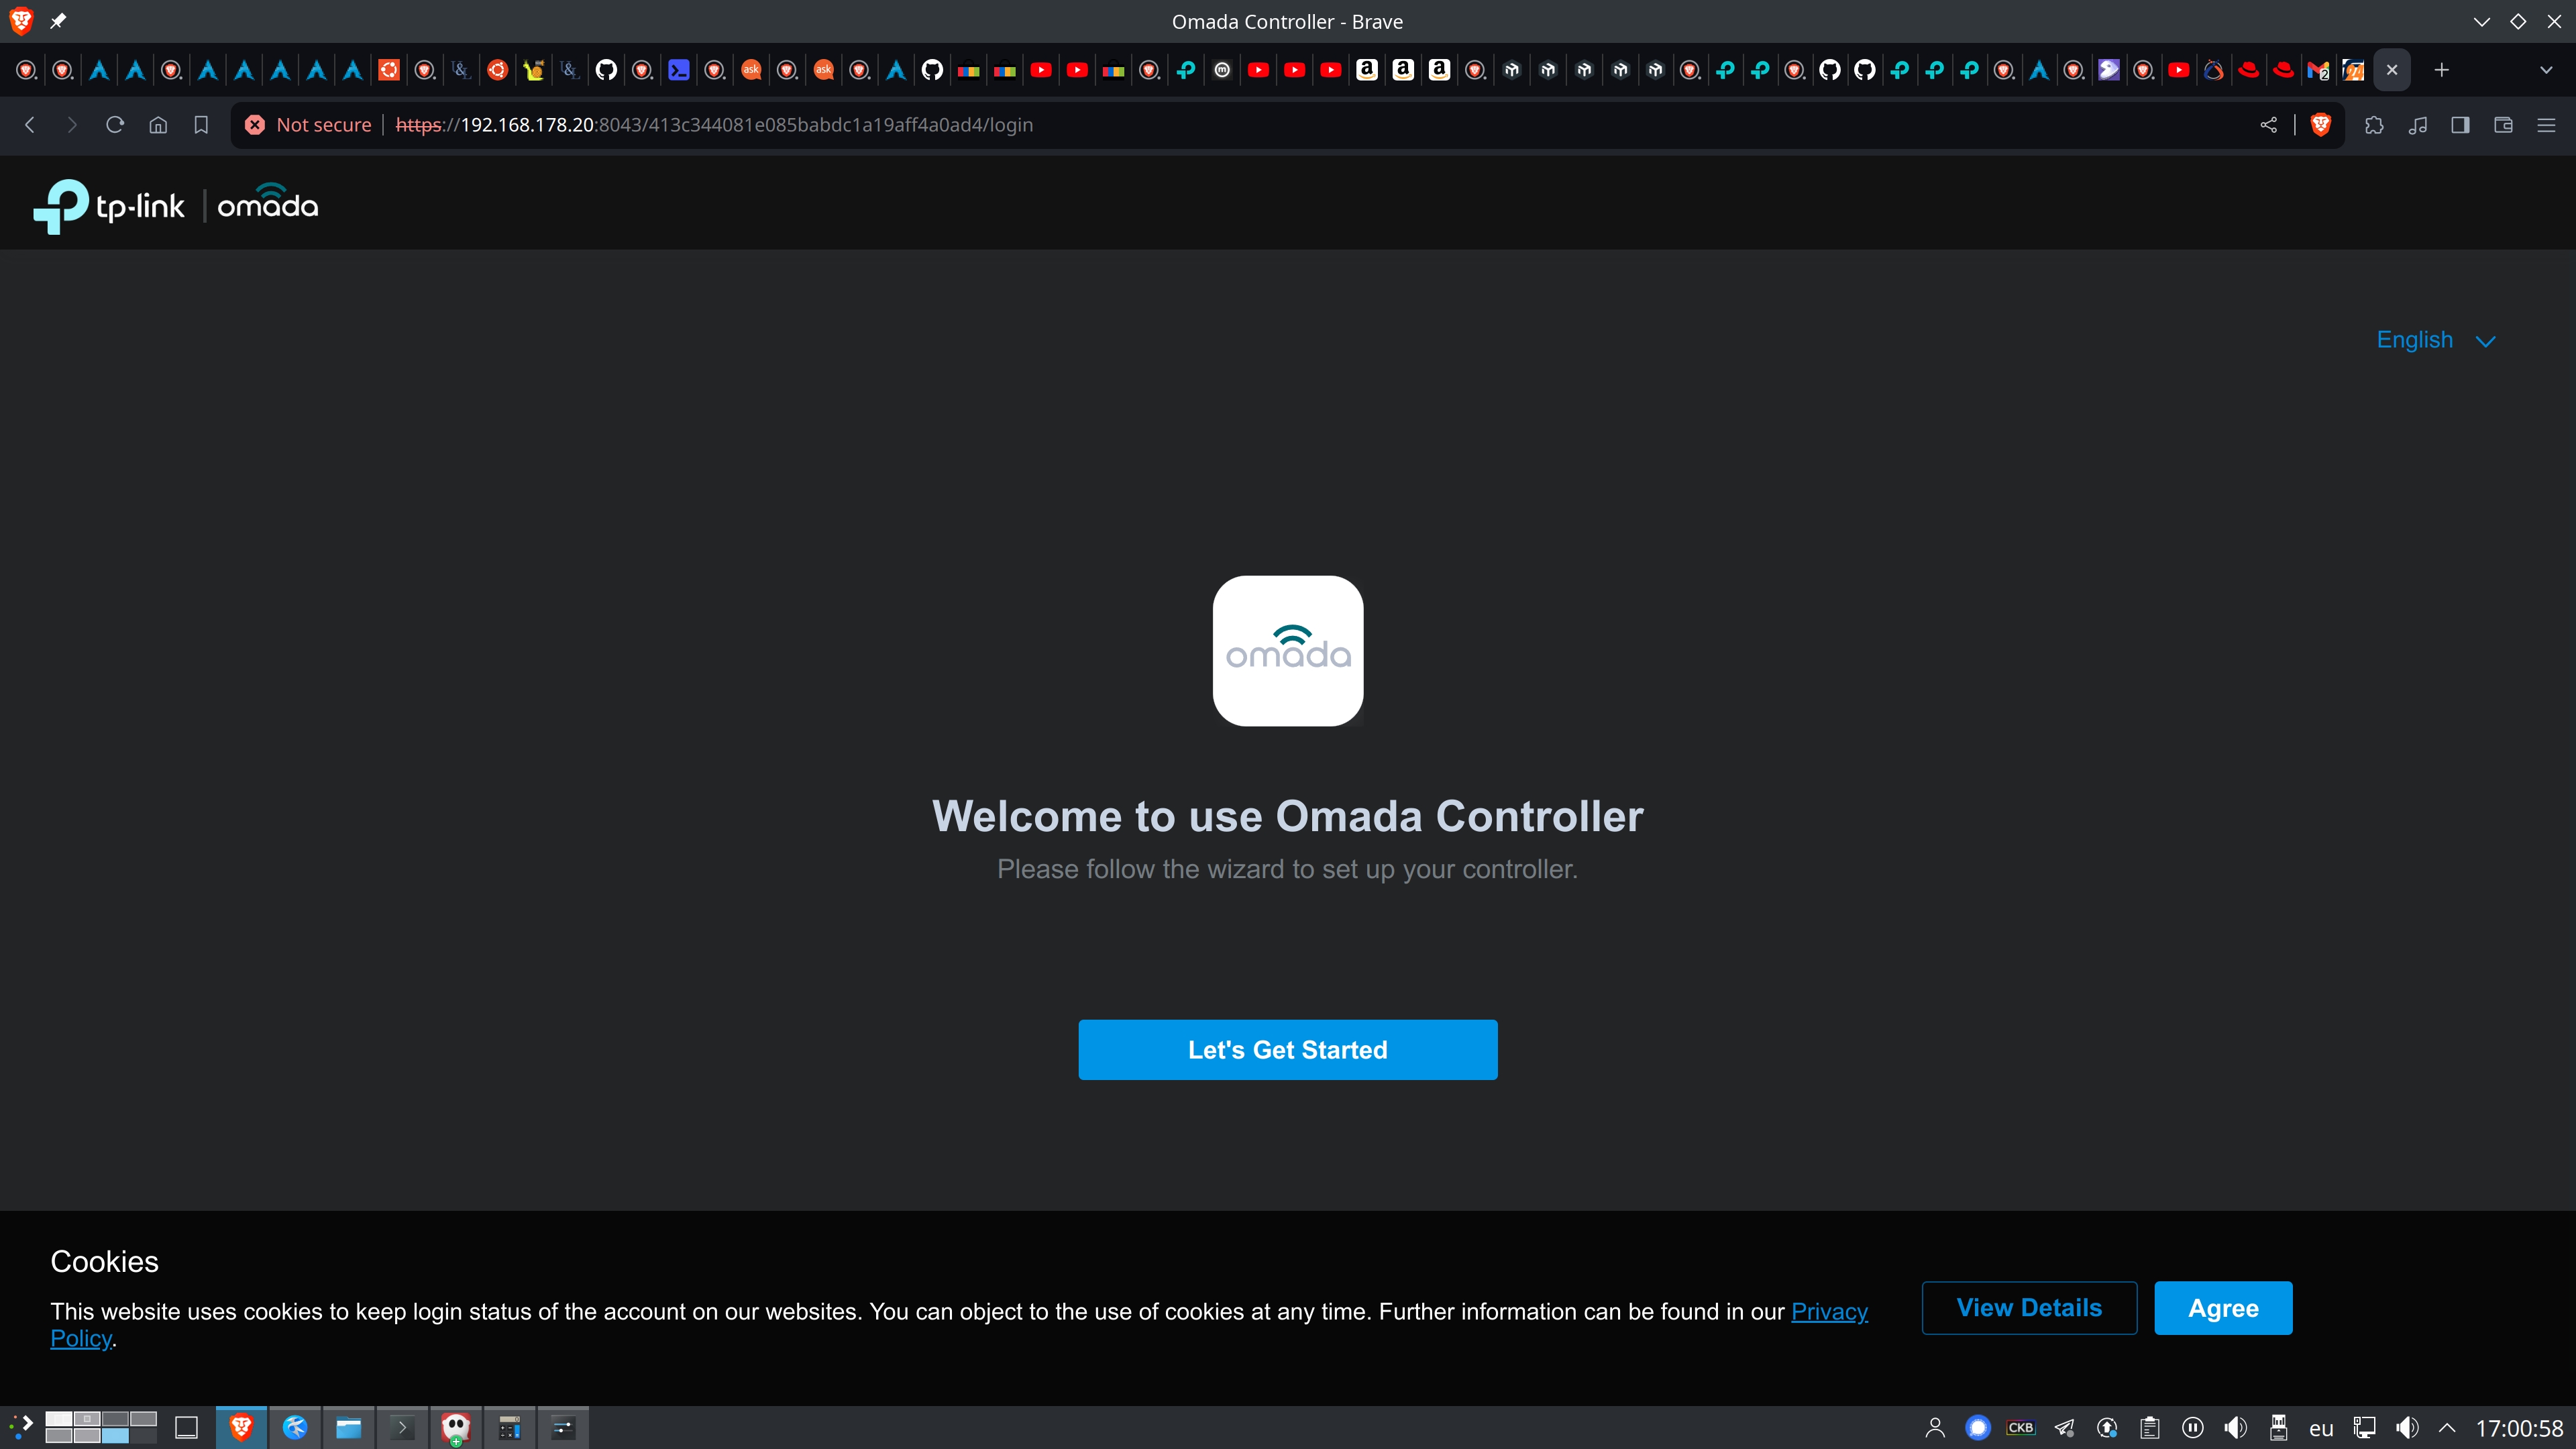 Omada Controller - Brave
Not secure
https://192.168.178.20:8043/413c344081e085babdc1a19aff4a0ad4/login
tp-link | omada
English
omada
Welcome to use Omada Controller
Please follow the wizard to set up your controller.
Let's Get Started
Cookies
This website uses cookies to keep login status of the account on our websites. You can object to the use of cookies at any time. Further information can be found in our Privacy
Policy.
View Details
Agree
CKB
eu
17:00:58